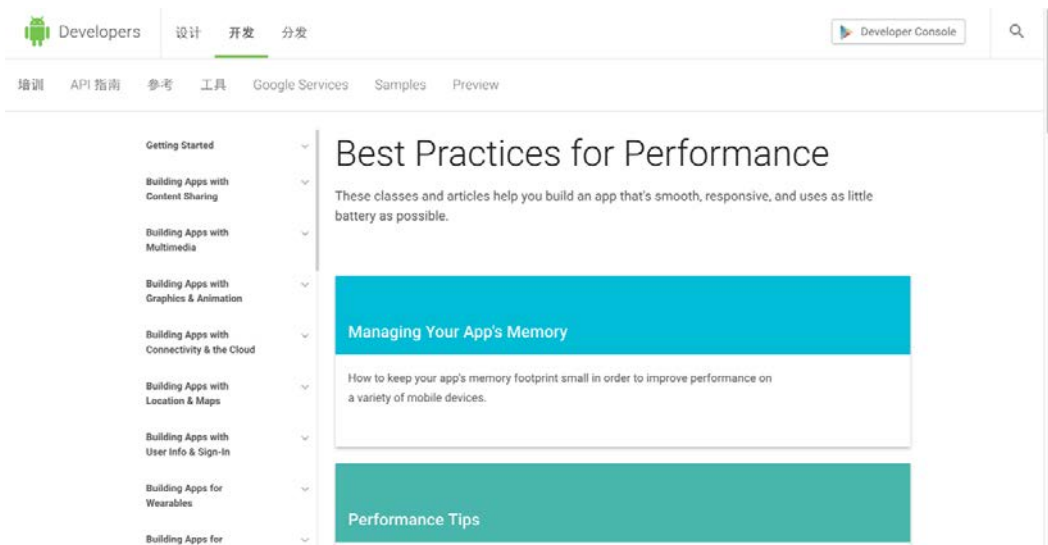 Developers 设计 开发 分发 Developer Console
培训 API 指南 参考 工具 Google Services Samples Preview
Getting Started
Building Apps with
Content Sharing
Building Apps with
Multimedia
Building Apps with
Graphics & Animation
Building Apps with
Connectivity & the Cloud
Building Apps with
Location & Maps
Building Apps with
User Info & Sign-In
Building Apps for
Wearables
Building Apps for
Best Practices for Performance
These classes and articles help you build an app that's smooth, responsive, and uses as little
battery as possible.
Managing Your App's Memory
How to keep your app's memory footprint small in order to improve performance on
a variety of mobile devices.
Performance Tips